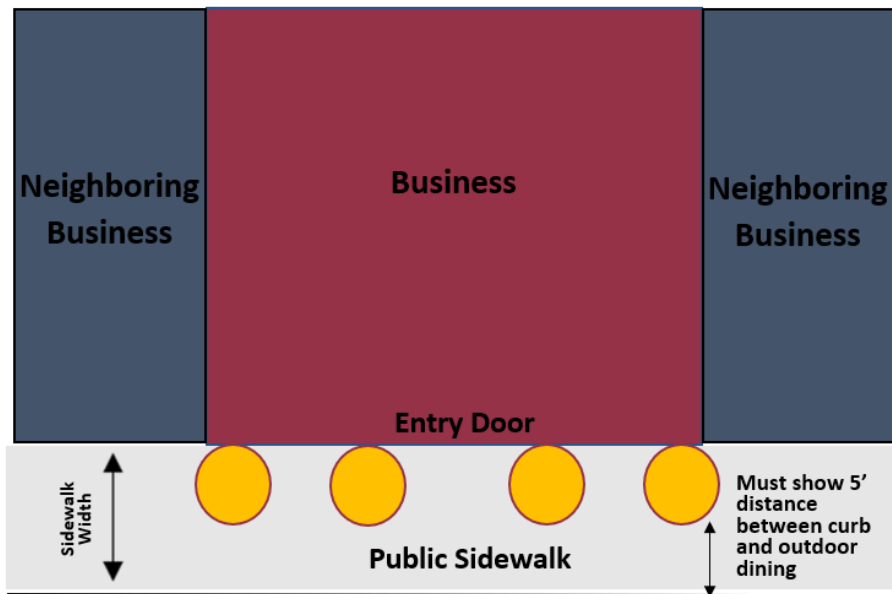 Neighboring
Business
Business
Neighboring
Business
Entry Door
Sidewalk
Width
Public Sidewalk
Must show 5’
distance
between curb
and outdoor
dining